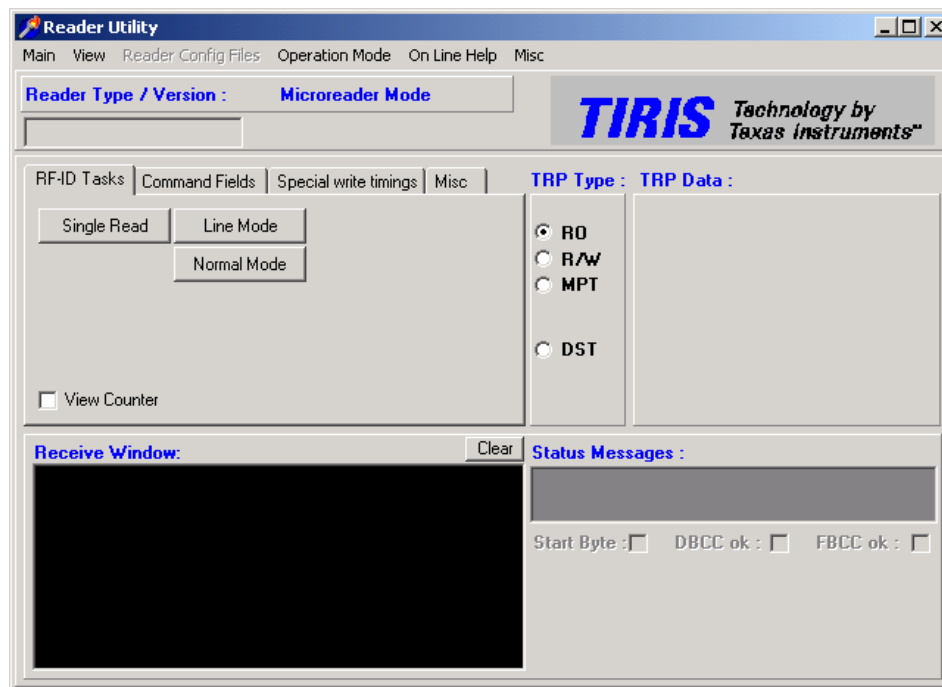 Reader Utility
Main View Reader Config Files Operation Mode On Line Help Misc
Reader Type / Version : Microreader Mode
TIRIS Technology by
Texas Instruments™
RF-ID Tasks Command Fields Special write timings Misc
TRP Type : TRP Data :
Single Read Line Mode
Normal Mode
RO
R/W
MPT
DST
View Counter
Receive Window: Clear
Status Messages :
Start Byte : DBCC ok : FBCC ok :